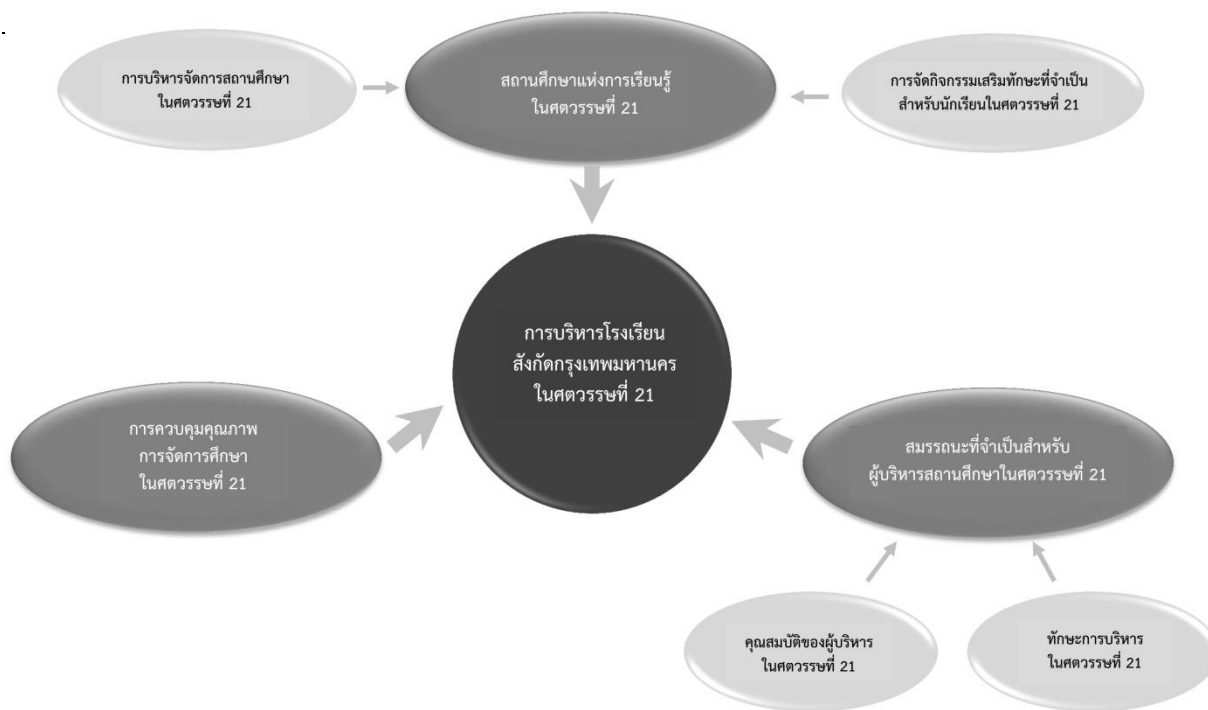 การบริหารจัดการสถานศึกษา
ในศตวรรษที่ 21
สถานศึกษาแห่งการเรียนรู้
ในศตวรรษที่ 21
การจัดกิจกรรมเสริมทักษะที่จำเป็น
สำหรับนักเรียนในศตวรรษที่ 21
การบริหารโรงเรียน
สังกัดกรุงเทพมหานคร
ในศตวรรษที่ 21
การควบคุมคุณภาพ
การจัดการศึกษา
ในศตวรรษที่ 21
สมรรถนะที่จำเป็นสำหรับ
ผู้บริหารสถานศึกษาในศตวรรษที่ 21
คุณสมบัติของผู้บริหาร
ในศตวรรษที่ 21
ทักษะการบริหาร
ในศตวรรษที่ 21